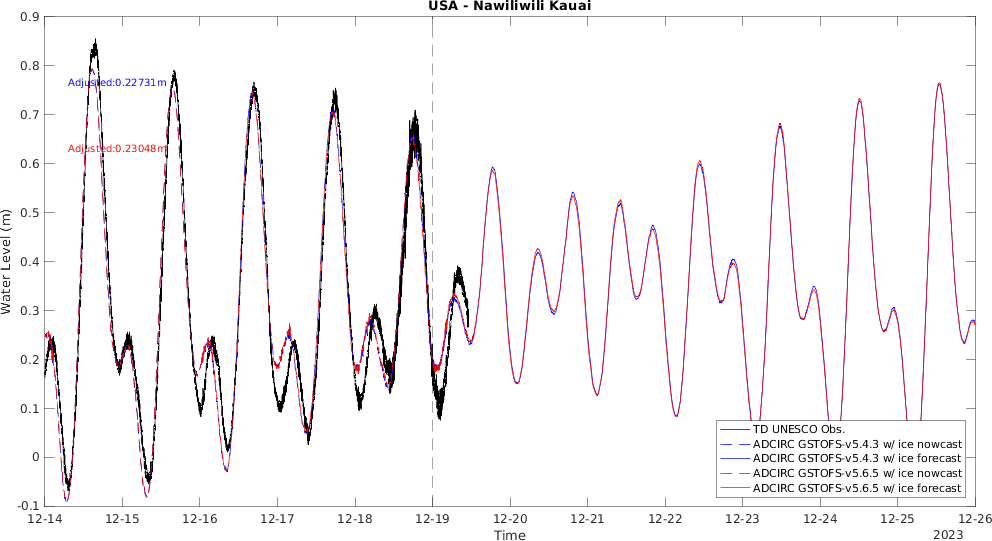 USA - Nawiliwili Kauai
0.9
0.8
0.7
0.6
0.5
0.4
0.3
0.2
0.1
0
-0.1
Water Level (m)
Adjusted:0.22731m
Adjusted:0.23048m
TD UNESCO Obs.
ADCIRC GSTOFS-v5.4.3 w/ ice nowcast
ADCIRC GSTOFS-v5.4.3 w/ ice forecast
ADCIRC GSTOFS-v5.6.5 w/ ice nowcast
ADCIRC GSTOFS-v5.6.5 w/ ice forecast
12-14 12-15 12-16 12-17 12-18 12-19 12-20 12-21 12-22 12-23 12-24 12-25 12-26
Time
2023